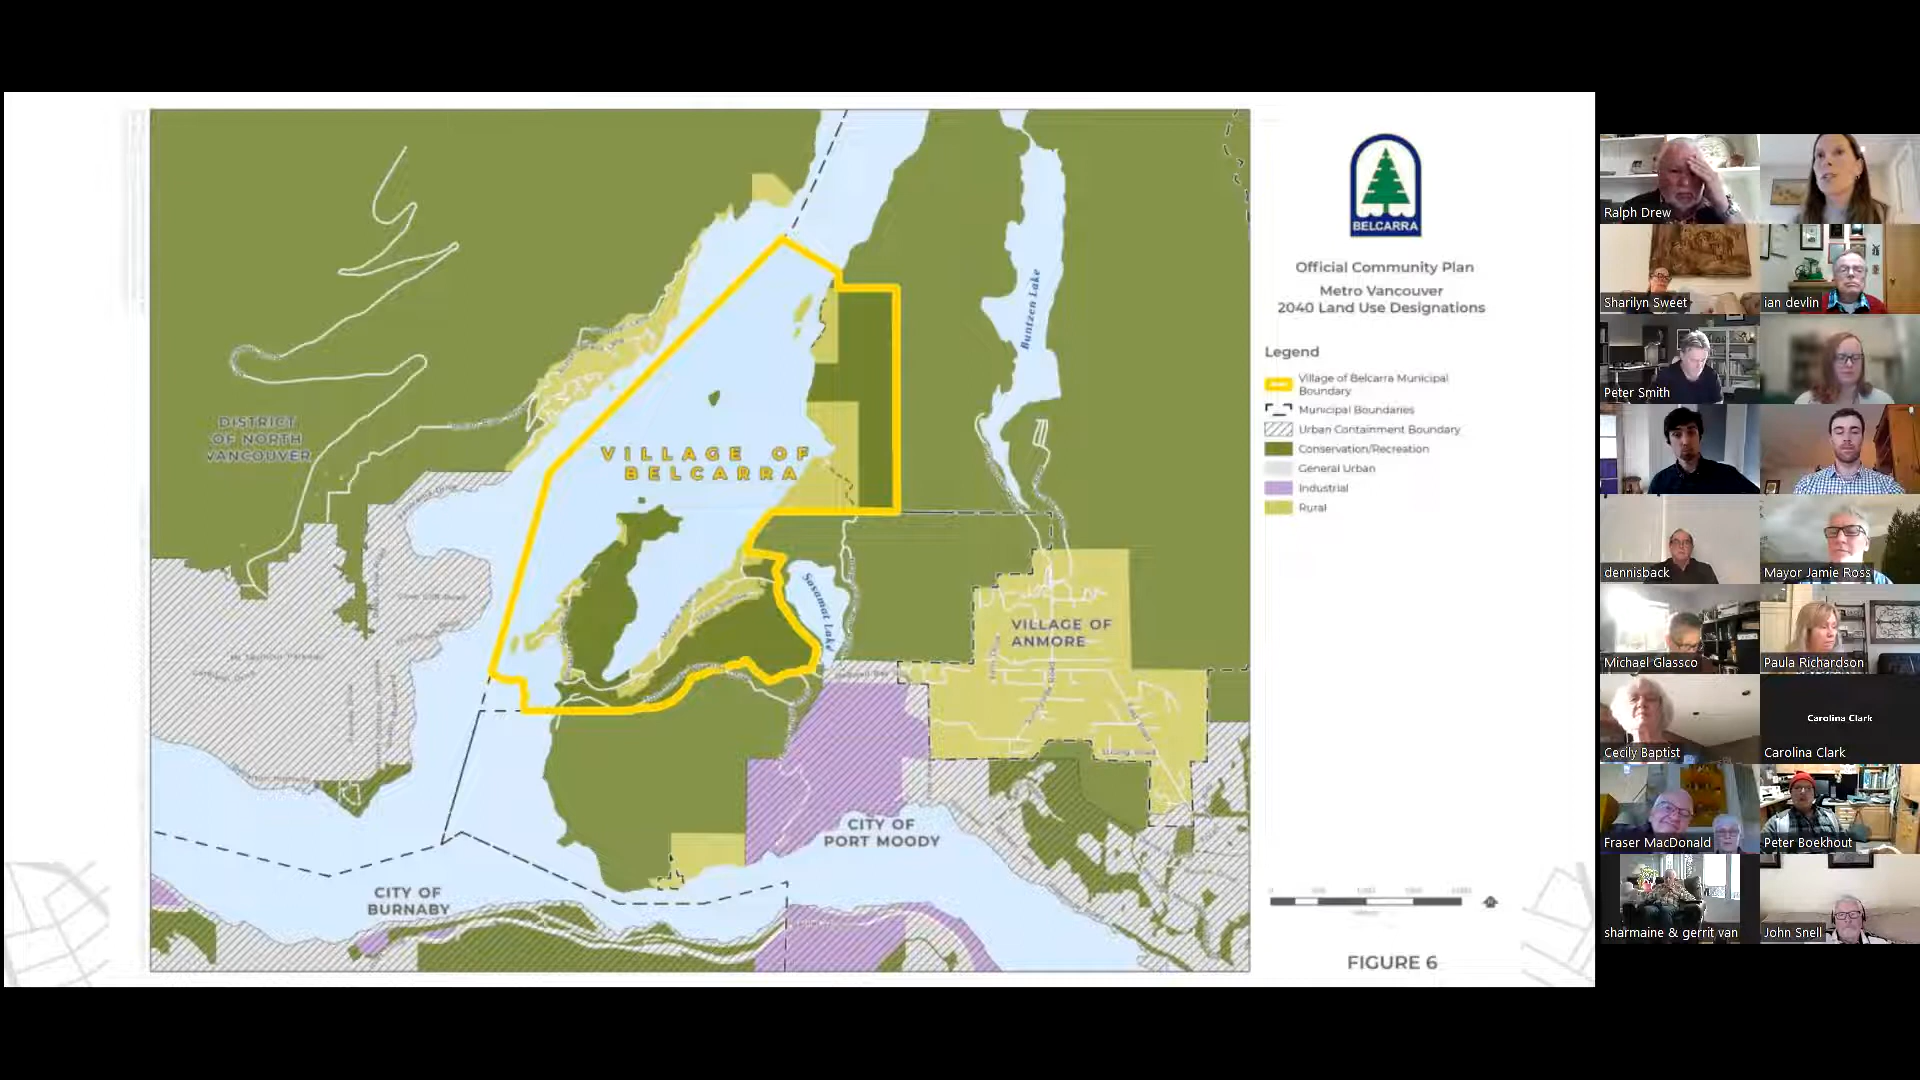 DISTRICT
OF NORTH
VANCOUVER
VILLAGE OF
BELCARRA
Buntzen Lake
Sasamat Lake
VILLAGE OF
ANMORE
CITY OF
PORT MOODY
CITY OF
BURNABY
BELCARRA
Official Community Plan
Metro Vancouver
2040 Land Use Designations
Legend
Village of Belcarra Municipal
Boundary
Municipal Boundaries
Urban Containment Boundary
Conservation/Recreation
General Urban
Industrial
Rural
FIGURE 6
Ralph Drew
Sharilyn Sweet
ian devlin
Peter Smith
dennisback
Mayor Jamie Ross
Michael Glassco
Paula Richardson
Cecily Baptist
Carolina Clark
Carolina Clark
Fraser MacDonald
Peter Boekhout
sharmaine & gerrit van
John Snell